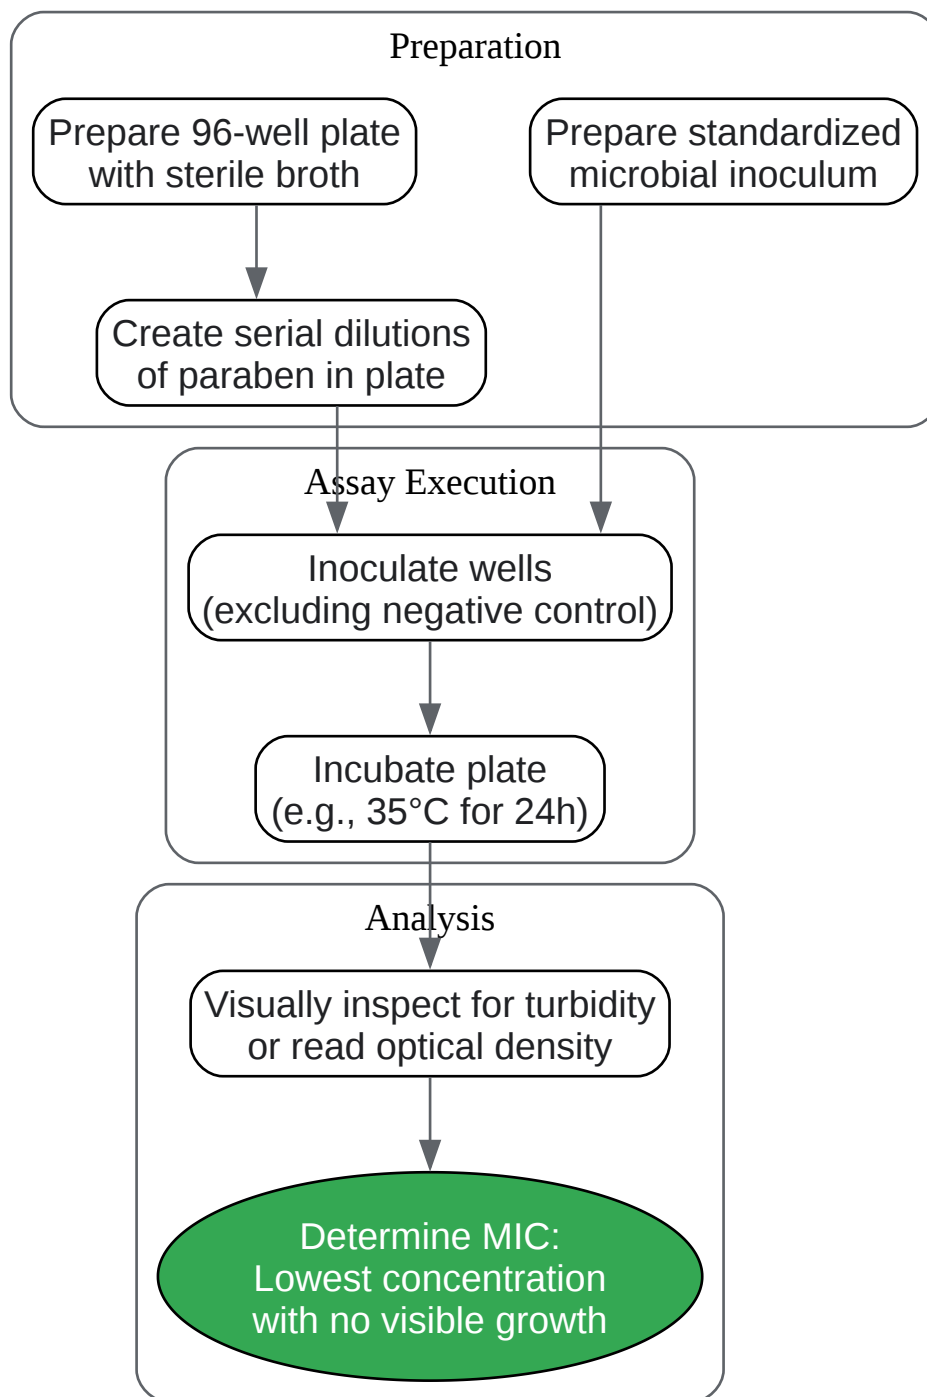 Preparation
Prepare 96-well plate
with sterile broth
Prepare standardized
microbial inoculum
Create serial dilutions
of paraben in plate
Assay Execution
Inoculate wells
(excluding negative control)
Incubate plate
(e.g., 35°C for 24h)
Analysis
Visually inspect for turbidity
or read optical density
Determine MIC:
Lowest concentration
with no visible growth